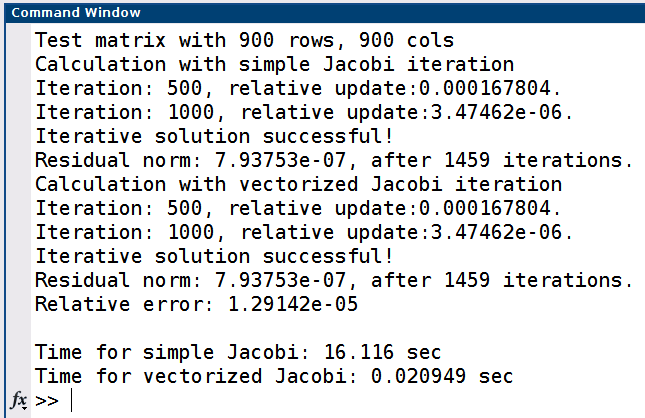 Command Window
Test matrix with 900 rows, 900 cols
Calculation with simple Jacobi iteration
Iteration: 500, relative update:0.000167804.
Iteration: 1000, relative update:3.47462e-06.
Iterative solution successful!
Residual norm: 7.93753e-07, after 1459 iterations.
Calculation with vectorized Jacobi iteration
Iteration: 500, relative update:0.000167804.
Iteration: 1000, relative update:3.47462e-06.
Iterative solution successful!
Residual norm: 7.93753e-07, after 1459 iterations.
Relative error: 1.29142e-05
Time for simple Jacobi: 16.116 sec
Time for vectorized Jacobi: 0.020949 sec
fx >>